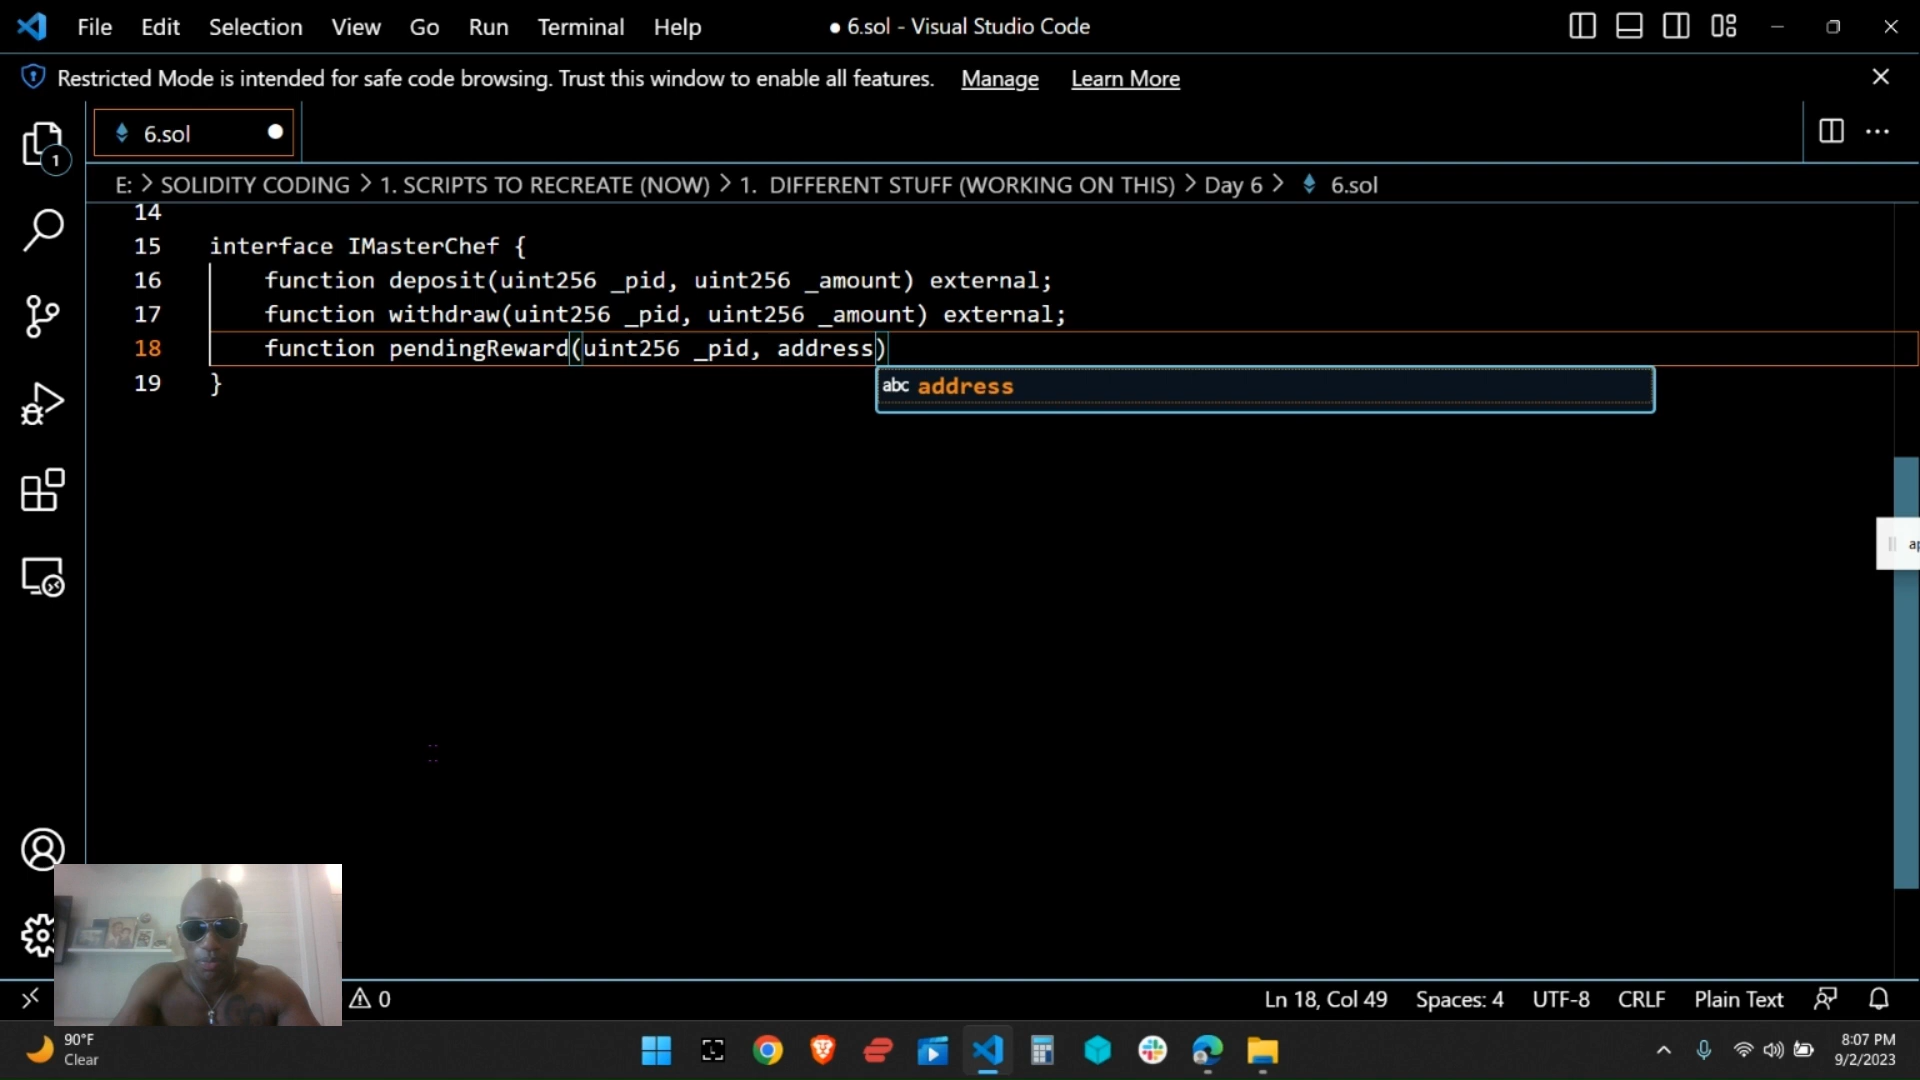 File Edit Selection View Go Run Terminal Help ● 6.sol - Visual Studio Code
Restricted Mode is intended for safe code browsing. Trust this window to enable all features. Manage Learn More
6.sol
1
E: > SOLIDITY CODING > 1. SCRIPTS TO RECREATE (NOW) > 1. DIFFERENT STUFF (WORKING ON THIS) > Day 6 > 6.sol
14
15 interface IMasterChef {
16 function deposit(uint256 _pid, uint256 _amount) external;
17 function withdraw(uint256 _pid, uint256 _amount) external;
18 function pendingReward(uint256 _pid, address)
abc address
19 }
0 Ln 18, Col 49 Spaces: 4 UTF-8 CRLF Plain Text
90°F
Clear
8:07 PM
9/2/2023